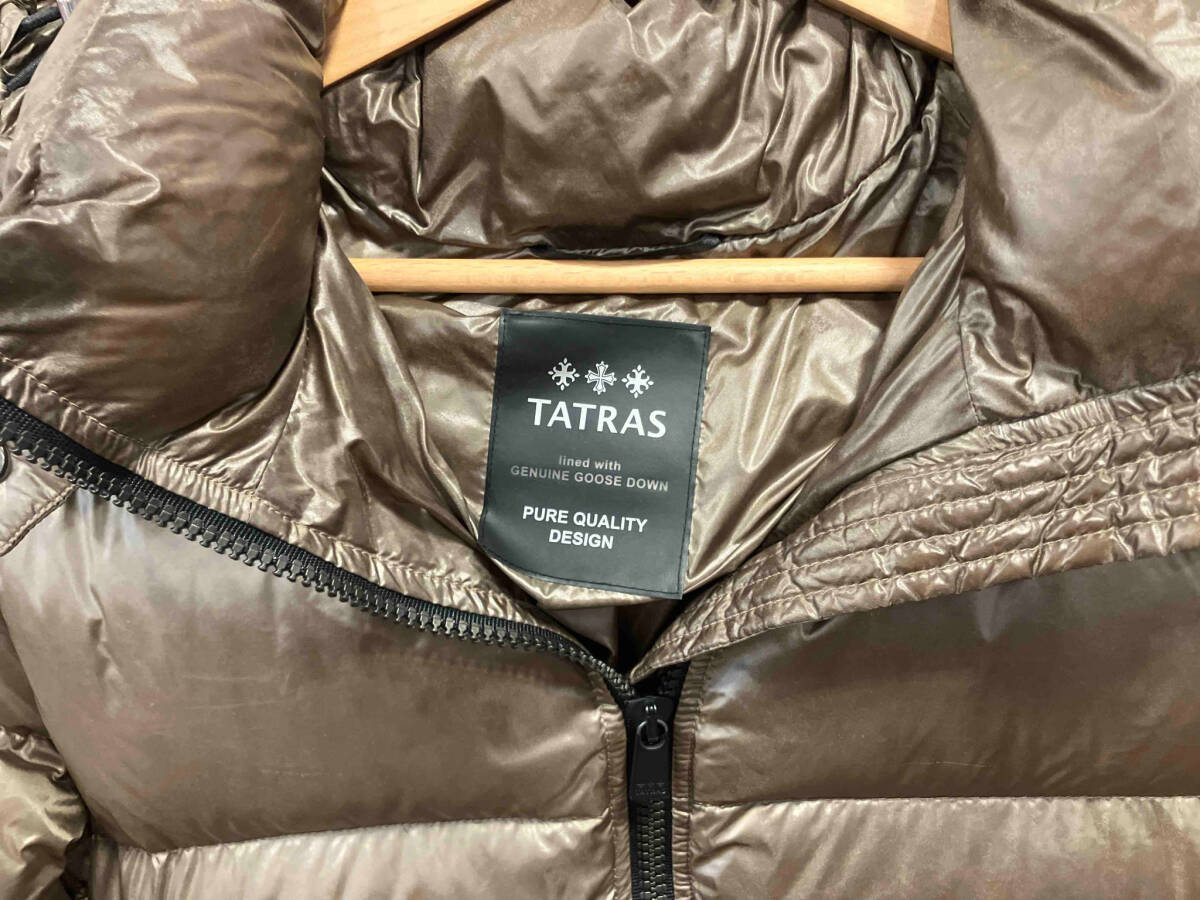 TATRAS
lined with
GENUINE GOOSE DOWN
PURE QUALITY
DESIGN